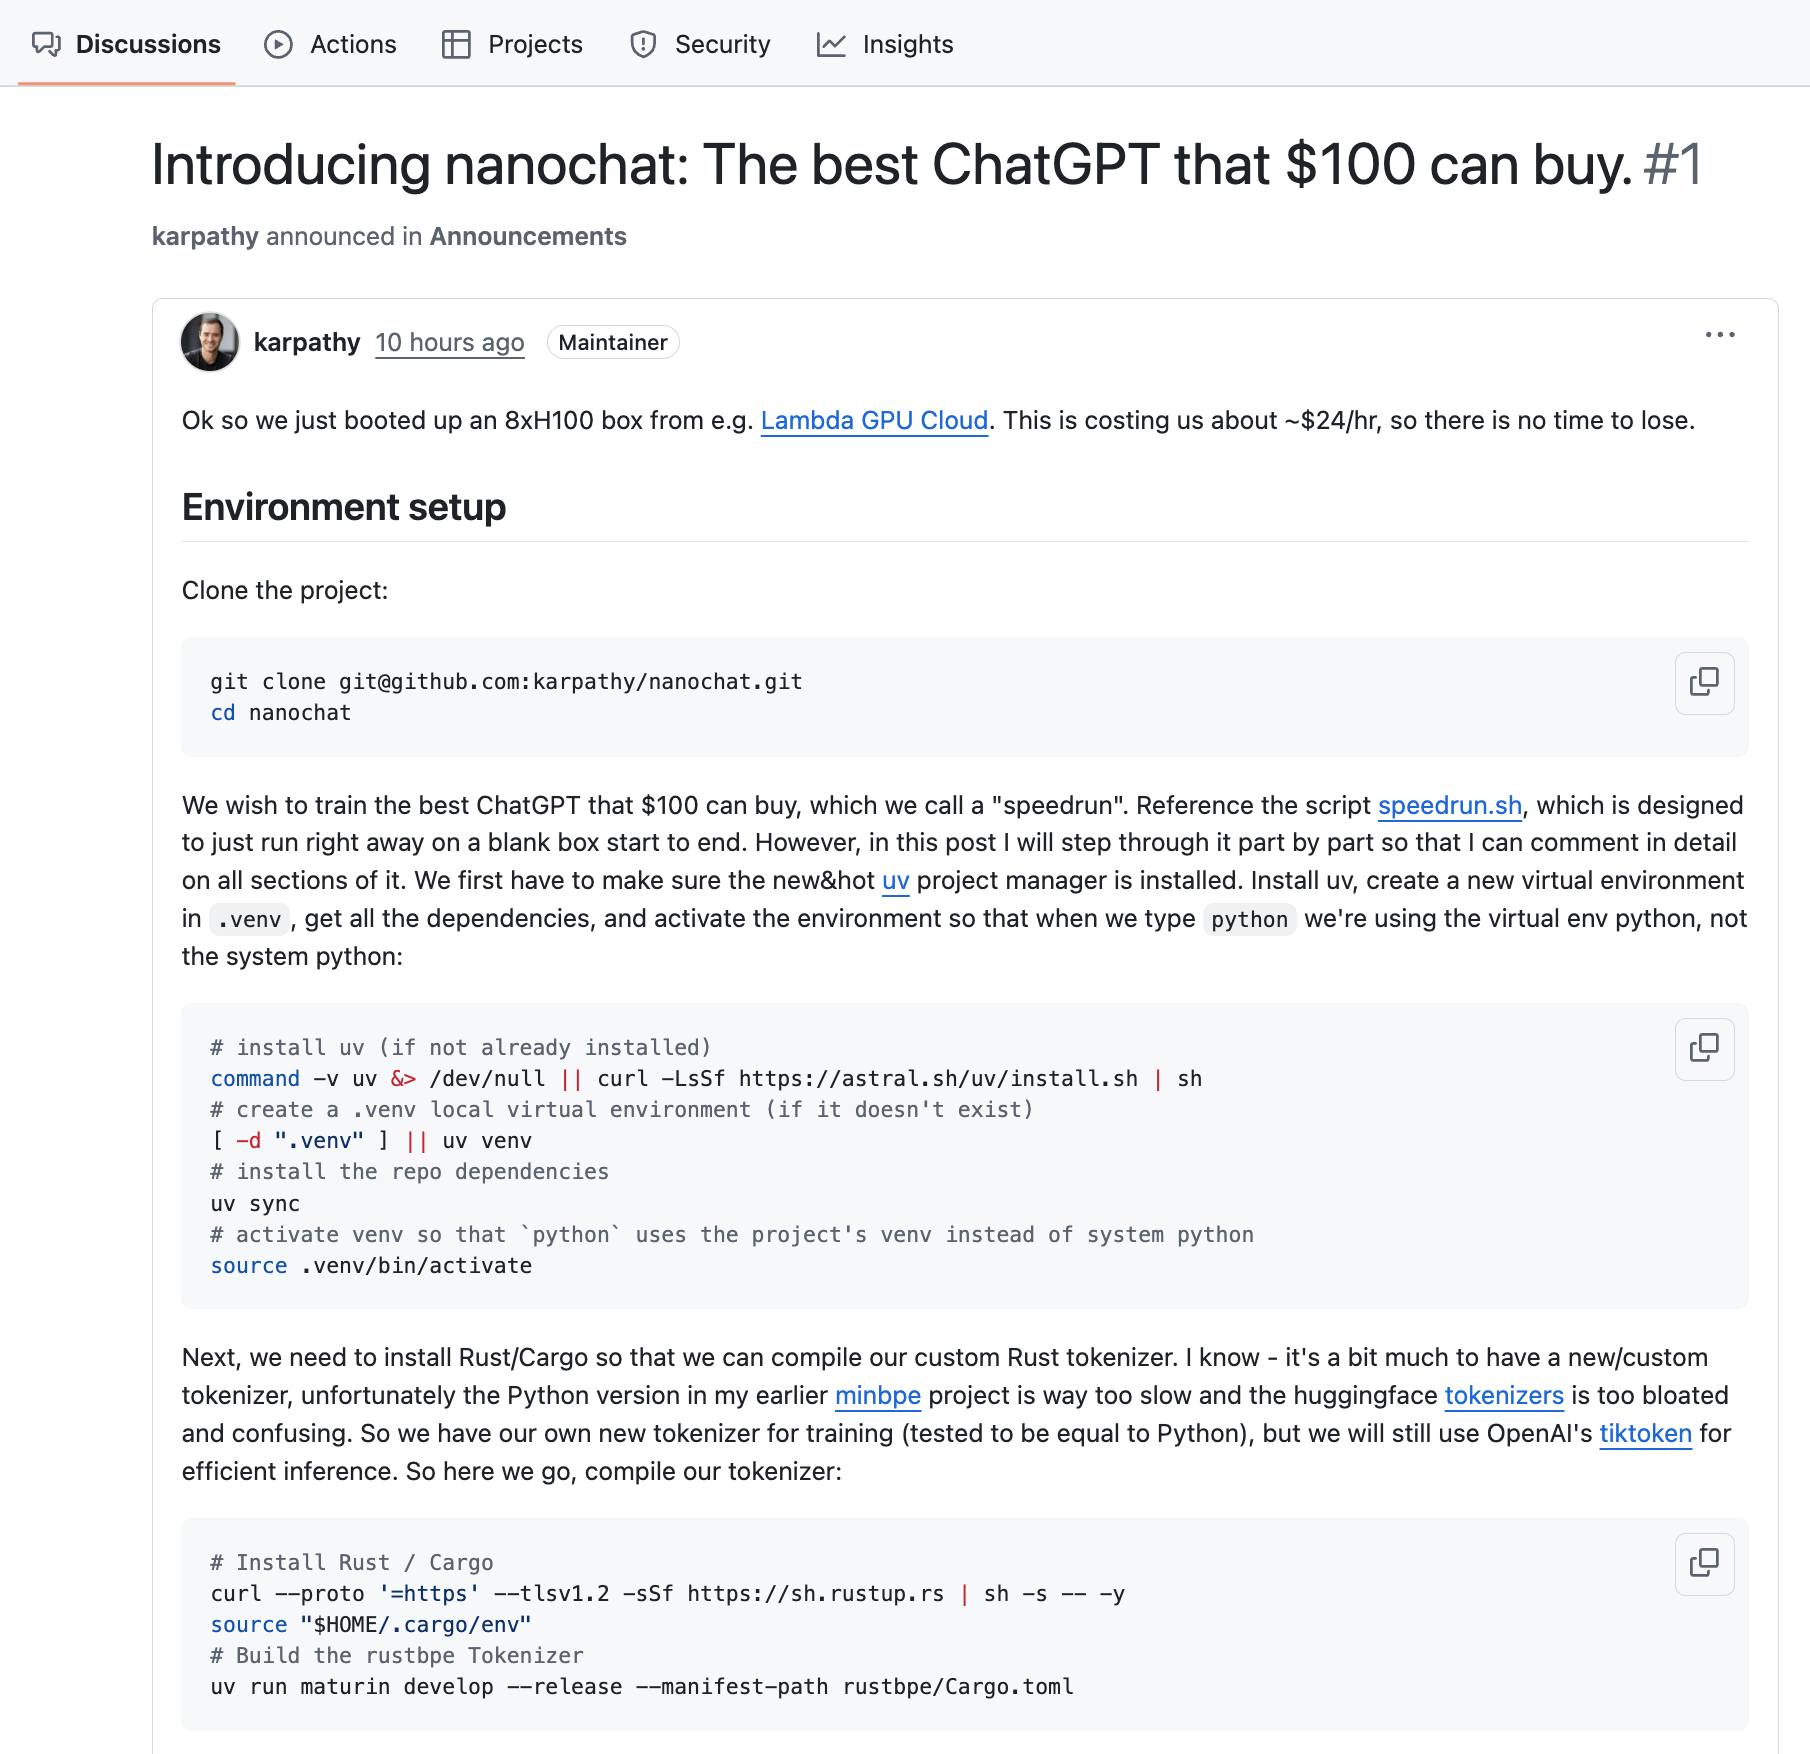 Discussions Actions Projects Security Insights
Introducing nanochat: The best ChatGPT that $100 can buy. #1
karpathy announced in Announcements
karpathy 10 hours ago Maintainer
Ok so we just booted up an 8xH100 box from e.g. Lambda GPU Cloud. This is costing us about ~$24/hr, so there is no time to lose.
Environment setup
Clone the project:
git clone git@github.com:karpathy/nanochat.git
cd nanochat
We wish to train the best ChatGPT that $100 can buy, which we call a "speedrun". Reference the script speedrun.sh, which is designed
to just run right away on a blank box start to end. However, in this post I will step through it part by part so that I can comment in detail
on all sections of it. We first have to make sure the new&hot uv project manager is installed. Install uv, create a new virtual environment
in .venv, get all the dependencies, and activate the environment so that when we type python we're using the virtual env python, not
the system python:
# install uv (if not already installed)
command -v uv &> /dev/null || curl -LsSf https://astral.sh/uv/install.sh | sh
# create a .venv local virtual environment (if it doesn't exist)
[ -d ".venv" ] || uv venv
# install the repo dependencies
uv sync
# activate venv so that `python` uses the project's venv instead of system python
source .venv/bin/activate
Next, we need to install Rust/Cargo so that we can compile our custom Rust tokenizer. I know - it's a bit much to have a new/custom
tokenizer, unfortunately the Python version in my earlier minbpe project is way too slow and the huggingface tokenizers is too bloated
and confusing. So we have our own new tokenizer for training (tested to be equal to Python), but we will still use OpenAI's tiktoken for
efficient inference. So here we go, compile our tokenizer:
# Install Rust / Cargo
curl --proto '=https' --tlsv1.2 -sSf https://sh.rustup.rs | sh -s -- -y
source "$HOME/.cargo/env"
# Build the rustbpe Tokenizer
uv run maturin develop --release --manifest-path rustbpe/Cargo.toml